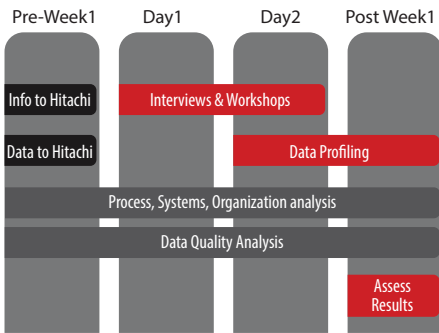 Pre-Week1 Day1 Day2 Post Week1
Info to Hitachi Interviews & Workshops
Data to Hitachi Data Profiling
Process, Systems, Organization analysis
Data Quality Analysis
Assess
Results